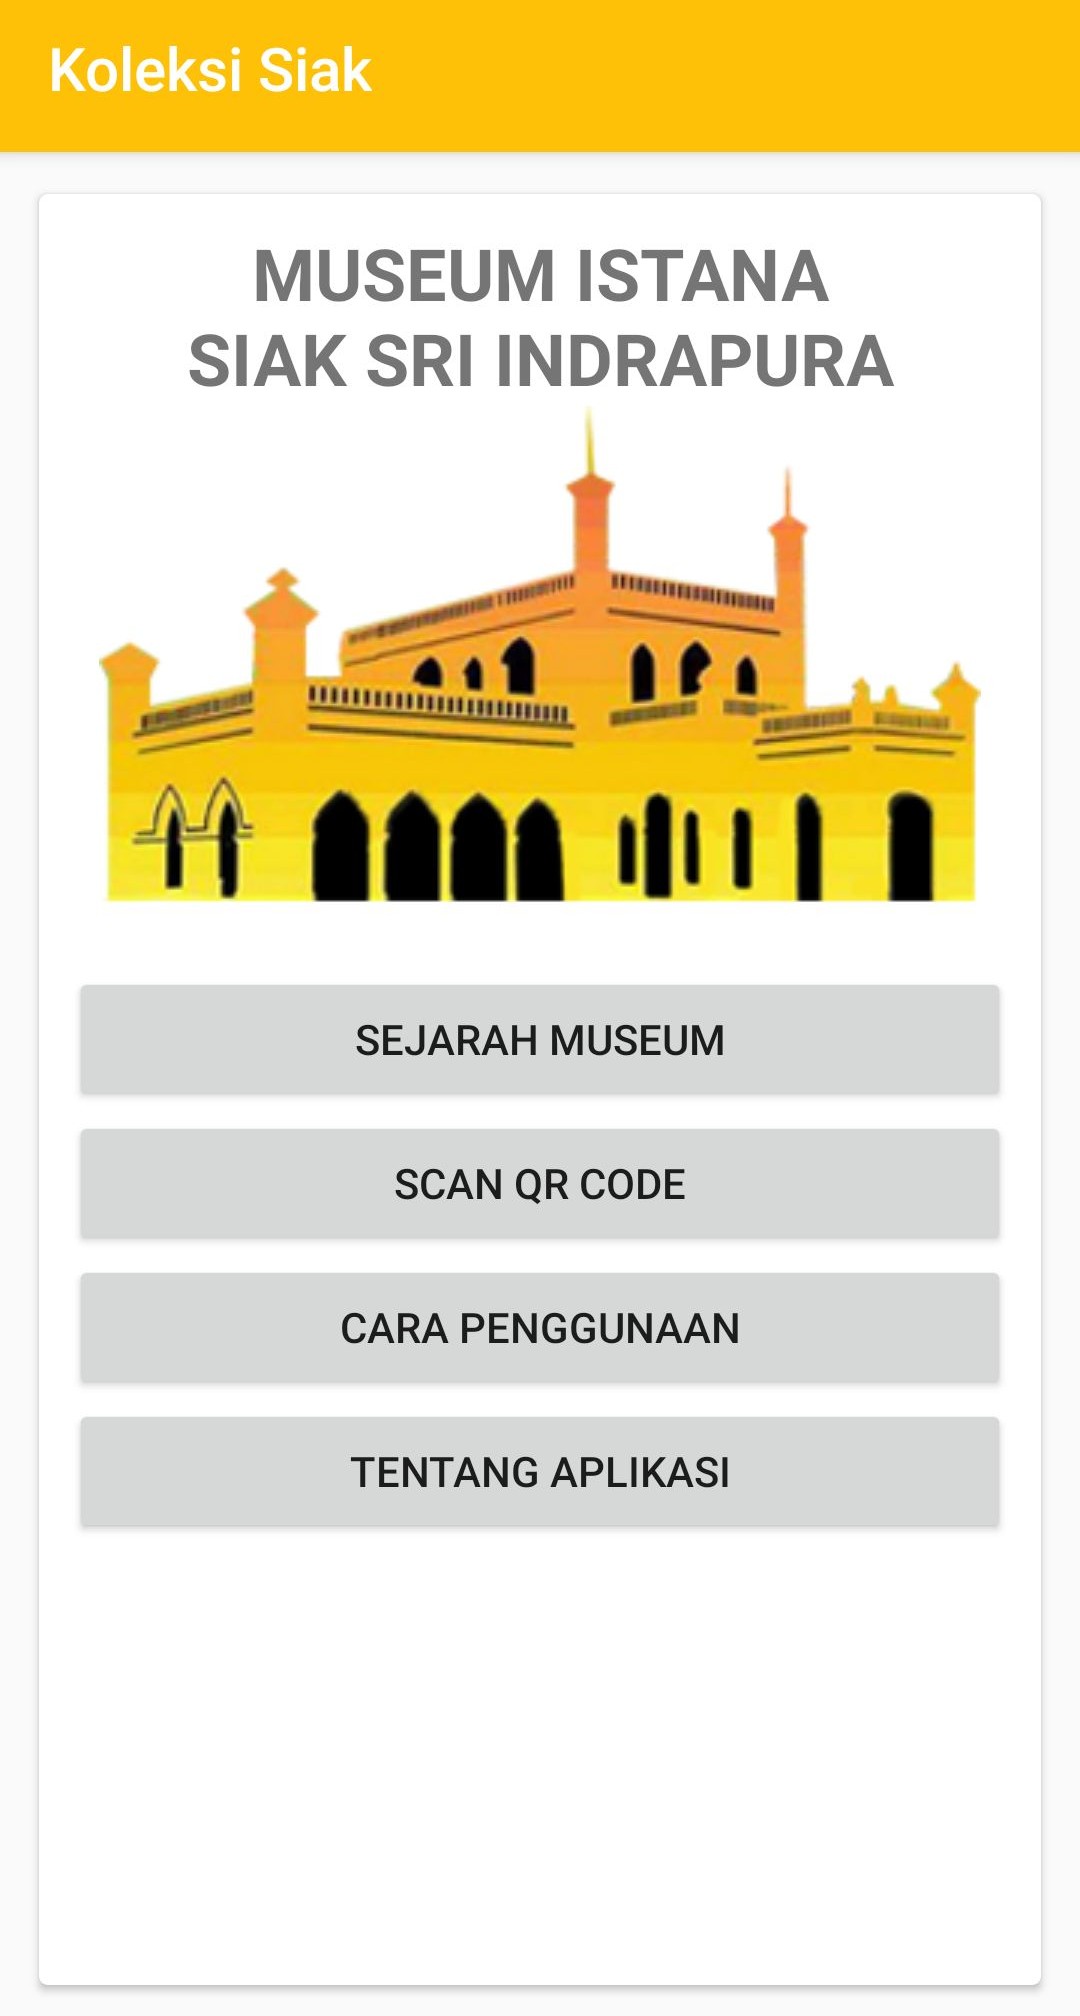 Koleksi Siak
MUSEUM ISTANA
SIAK SRI INDRAPURA
SEJARAH MUSEUM
SCAN QR CODE
CARA PENGGUNAAN
TENTANG APLIKASI